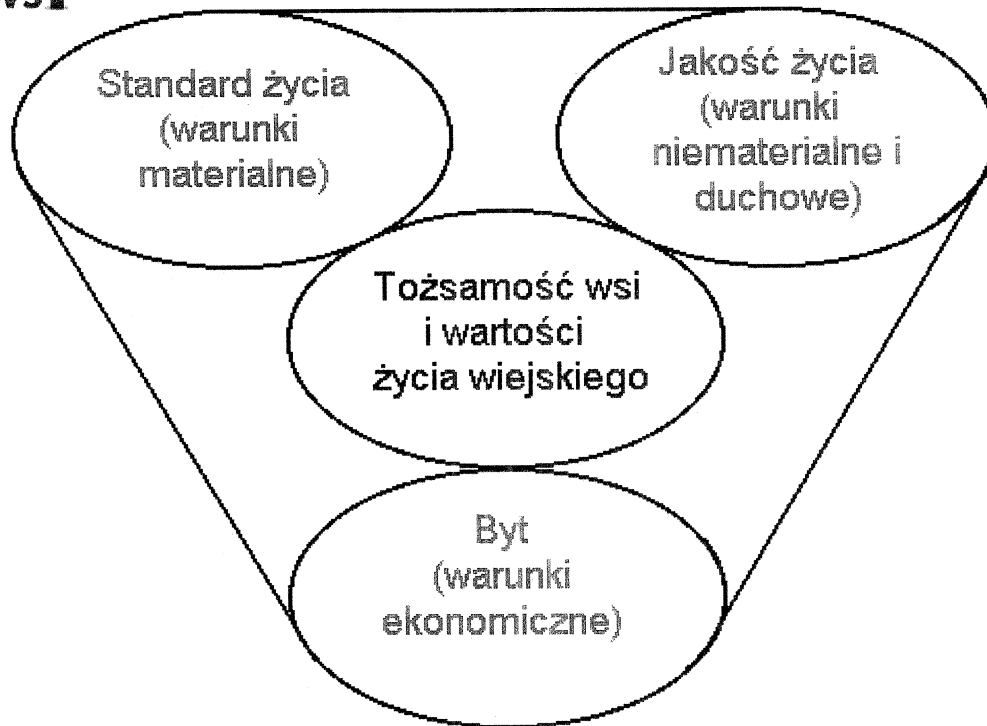 Standard życia
(warunki
materialne)
Jakość życia
(warunki
niematerialne i
duchowe)
Tożsamość wsi
i wartości
życia wiejskiego
Byt
(warunki
ekonomiczne)